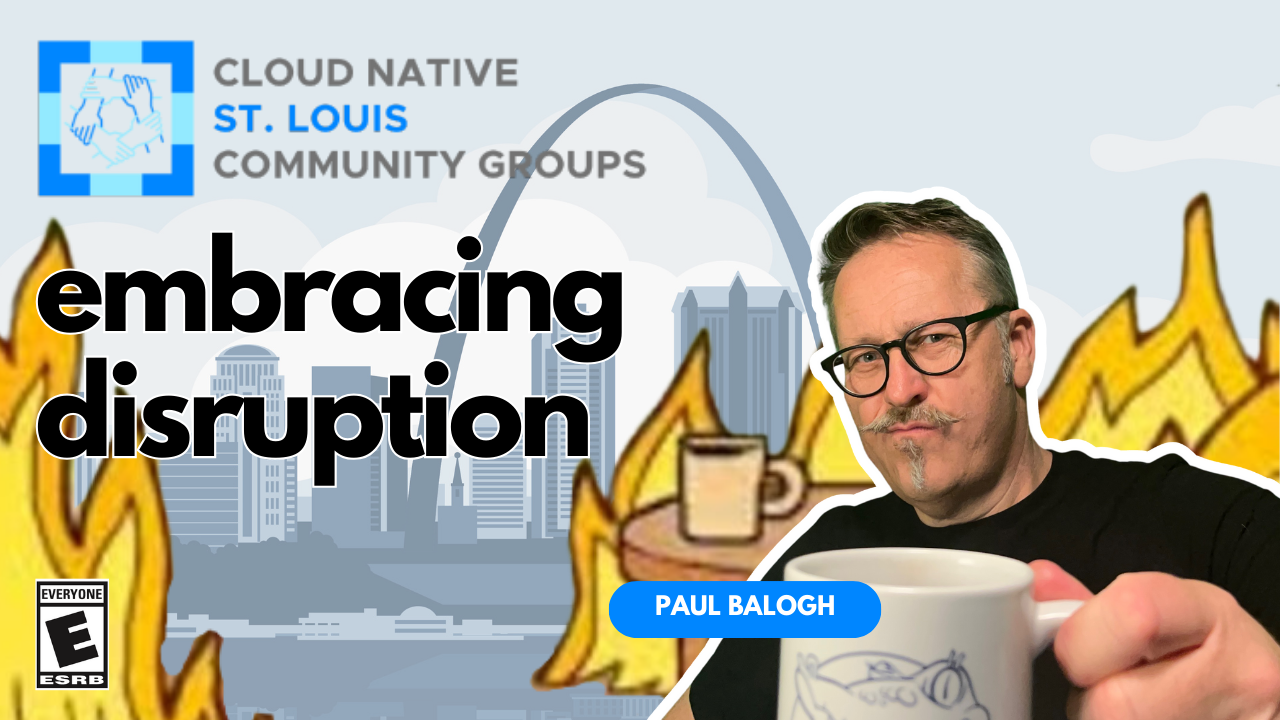 CLOUD NATIVE
ST. LOUIS
COMMUNITY GROUPS
embracing
disruption
PAUL BALOGH
EVERYONE
E
ESRB